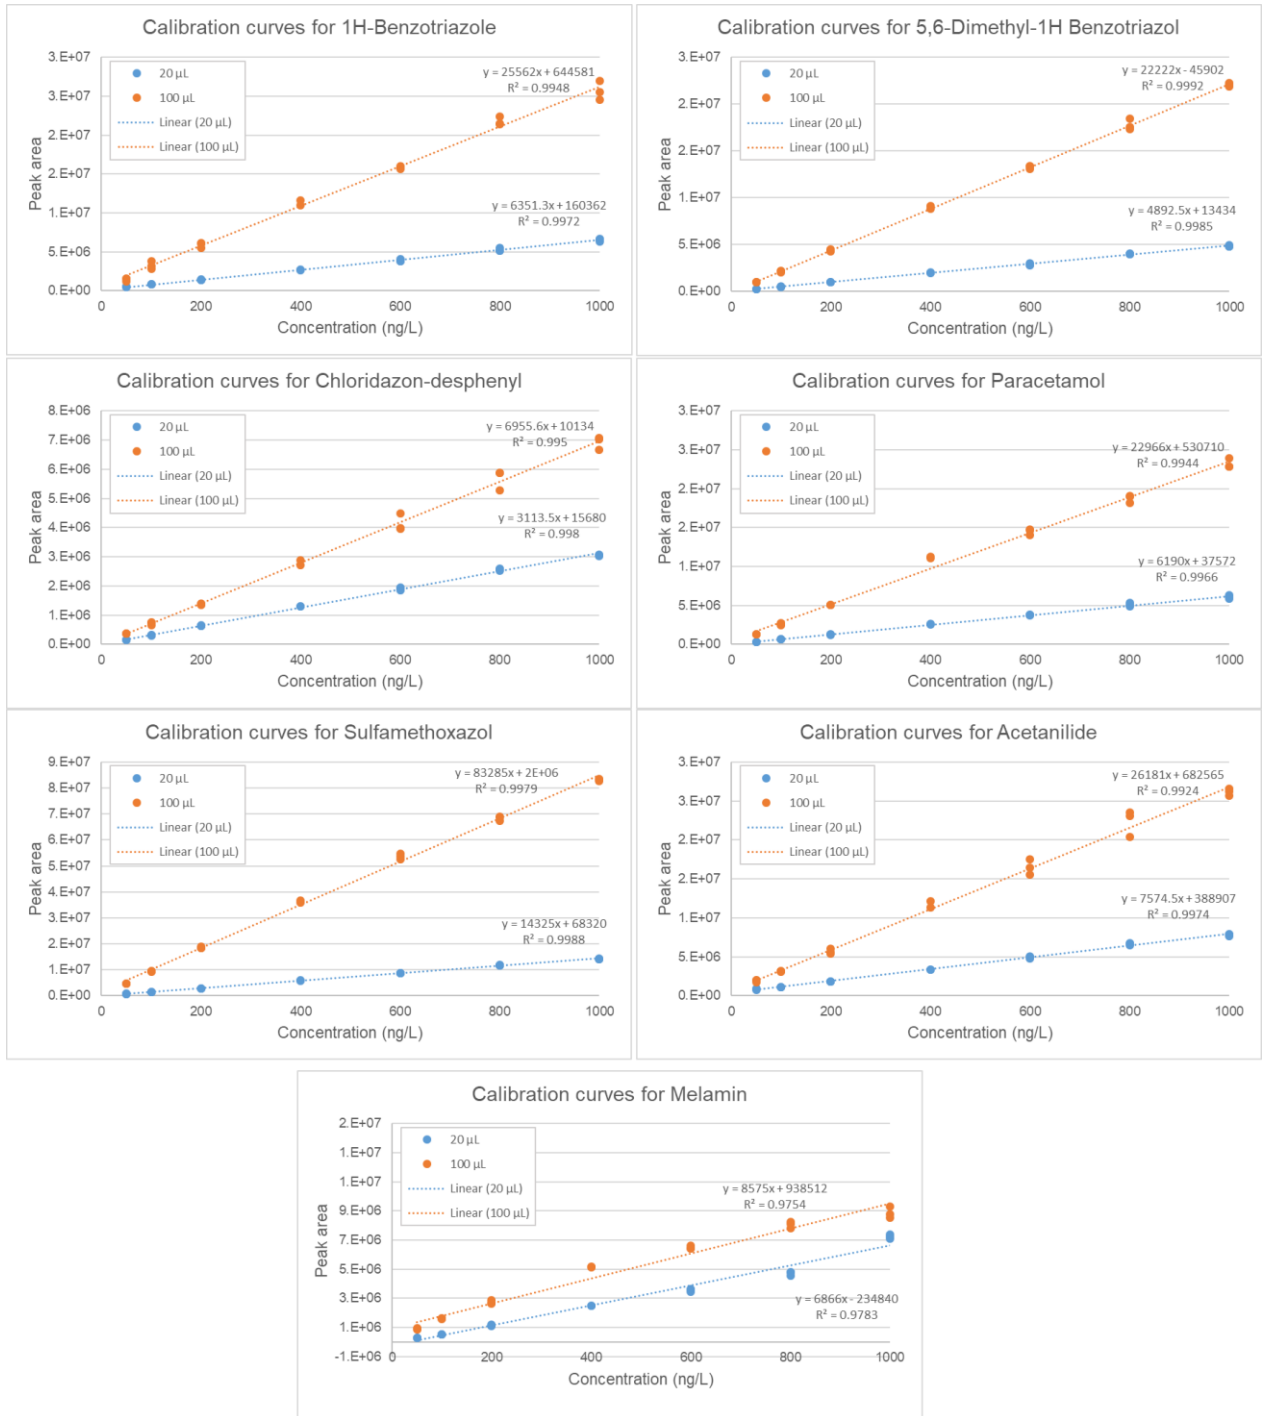 Calibration curves for 1H-Benzotriazole
3.E+07
3.E+07
2.E+07
2.E+07
1.E+07
5.E+06
0.E+00
Peak area
20 µL
100 µL
Linear (20 µL)
Linear (100 µL)
y = 25562x + 644581
R² = 0.9948
y = 6351.3x + 160362
R² = 0.9972
0 200 400 600 800 1000
Concentration (ng/L)
Calibration curves for 5,6-Dimethyl-1H Benzotriazol
3.E+07
2.E+07
2.E+07
1.E+07
5.E+06
0.E+00
Peak area
20 µL
100 µL
Linear (20 µL)
Linear (100 µL)
y = 22222x - 45902
R² = 0.9992
y = 4892.5x + 13434
R² = 0.9985
0 200 400 600 800 1000
Concentration (ng/L)
Calibration curves for Chloridazon-desphenyl
8.E+06
7.E+06
6.E+06
5.E+06
4.E+06
3.E+06
2.E+06
1.E+06
0.E+00
Peak area
20 µL
100 µL
Linear (20 µL)
Linear (100 µL)
y = 6955.6x + 10134
R² = 0.995
y = 3113.5x + 15680
R² = 0.998
0 200 400 600 800 1000
Concentration (ng/L)
Calibration curves for Paracetamol
3.E+07
3.E+07
2.E+07
2.E+07
1.E+07
5.E+06
0.E+00
Peak area
20 µL
100 µL
Linear (20 µL)
Linear (100 µL)
y = 22966x + 530710
R² = 0.9944
y = 6190x + 37572
R² = 0.9966
0 200 400 600 800 1000
Concentration (ng/L)
Calibration curves for Sulfamethoxazol
9.E+07
8.E+07
7.E+07
6.E+07
5.E+07
4.E+07
3.E+07
2.E+07
1.E+07
0.E+00
Peak area
20 µL
100 µL
Linear (20 µL)
Linear (100 µL)
y = 83285x + 2E+06
R² = 0.9979
y = 14325x + 68320
R² = 0.9988
0 200 400 600 800 1000
Concentration (ng/L)
Calibration curves for Acetanilide
3.E+07
3.E+07
2.E+07
2.E+07
1.E+07
5.E+06
0.E+00
Peak area
20 µL
100 µL
Linear (20 µL)
Linear (100 µL)
y = 26181x + 682565
R² = 0.9924
y = 7574.5x + 388907
R² = 0.9974
0 200 400 600 800 1000
Concentration (ng/L)
Calibration curves for Melamin
2.E+07
1.E+07
1.E+07
9.E+06
7.E+06
5.E+06
3.E+06
1.E+06
-1.E+06
Peak area
20 µL
100 µL
Linear (20 µL)
Linear (100 µL)
y = 8575x + 938512
R² = 0.9754
y = 6866x - 234840
R² = 0.9783
0 200 400 600 800 1000
Concentration (ng/L)